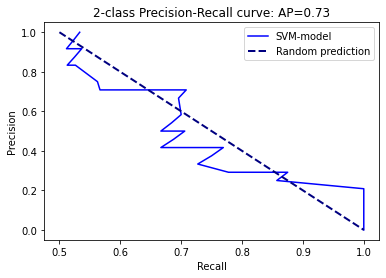 2-class Precision-Recall curve: AP=0.73
SVM-model
Random prediction
Precision
1.0
0.8
0.6
0.4
0.2
0.0
0.5 0.6 0.7 0.8 0.9 1.0
Recall